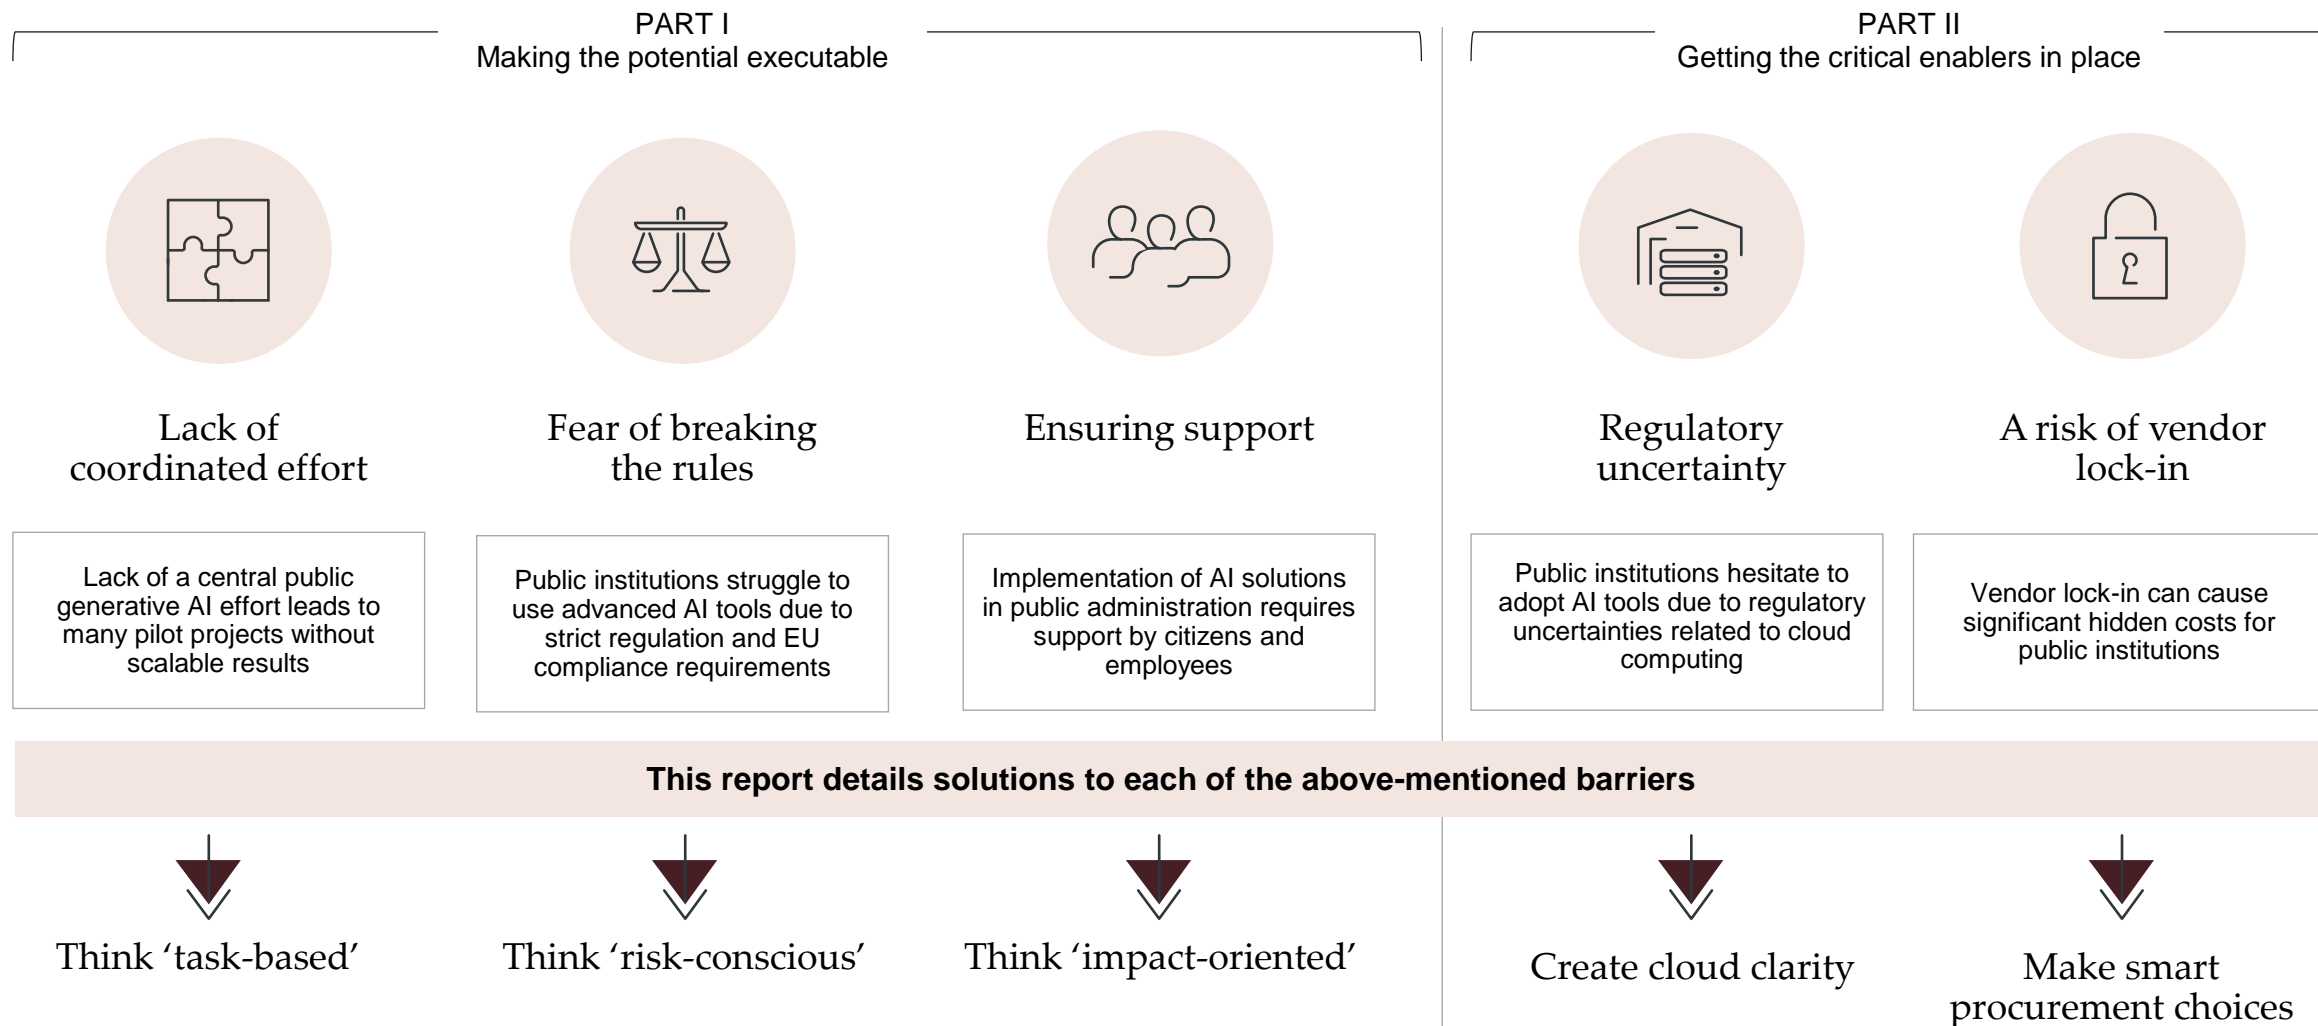 PART I
Making the potential executable
PART II
Getting the critical enablers in place
Lack of
coordinated effort
Fear of breaking
the rules
Ensuring support
Regulatory
uncertainty
A risk of vendor
lock-in
Lack of a central public
generative AI effort leads to
many pilot projects without
scalable results
Public institutions struggle to
use advanced AI tools due to
strict regulation and EU
compliance requirements
Implementation of AI solutions
in public administration requires
support by citizens and
employees
Public institutions hesitate to
adopt AI tools due to regulatory
uncertainties related to cloud
computing
Vendor lock-in can cause
significant hidden costs for
public institutions
This report details solutions to each of the above-mentioned barriers
Think ‘task-based’
Think ‘risk-conscious’
Think ‘impact-oriented’
Create cloud clarity
Make smart
procurement choices